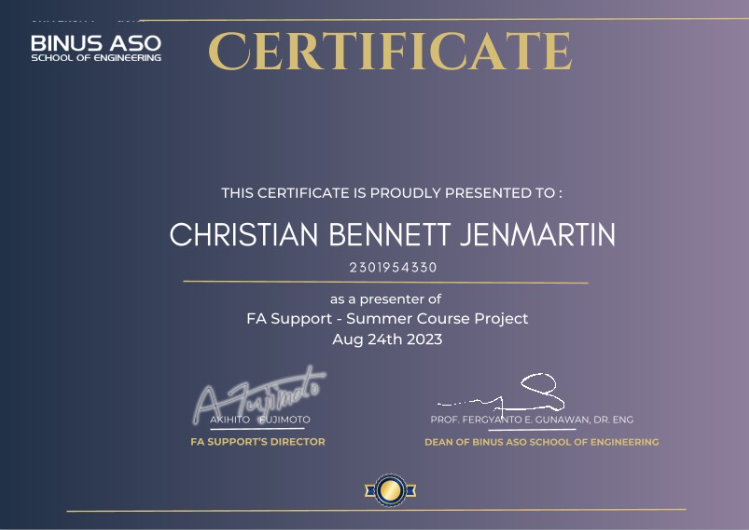 BINUS ASO
SCHOOL OF ENGINEERING
CERTIFICATE
THIS CERTIFICATE IS PROUDLY PRESENTED TO :
CHRISTIAN BENNETT JENMARTIN
2301954330
as a presenter of
FA Support - Summer Course Project
Aug 24th 2023
A.Fujimoto
AKIHITO FUJIMOTO
FA SUPPORT'S DIRECTOR
PROF. FERGYANTO E. GUNAWAN, DR. ENG
DEAN OF BINUS ASO SCHOOL OF ENGINEERING